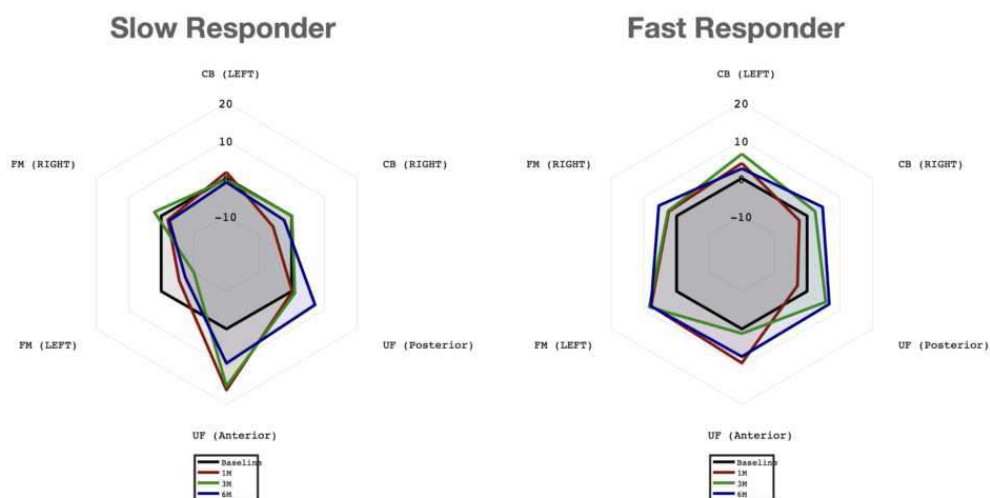 Slow Responder
CB (LEFT)
20
10
0
-10
FM (RIGHT)
CB (RIGHT)
FM (LEFT)
UF (Posterior)
UF (Anterior)
Baseline
1M
3M
6M
Fast Responder
CB (LEFT)
20
10
0
-10
FM (RIGHT)
CB (RIGHT)
FM (LEFT)
UF (Posterior)
UF (Anterior)
Baseline
1M
3M
6M